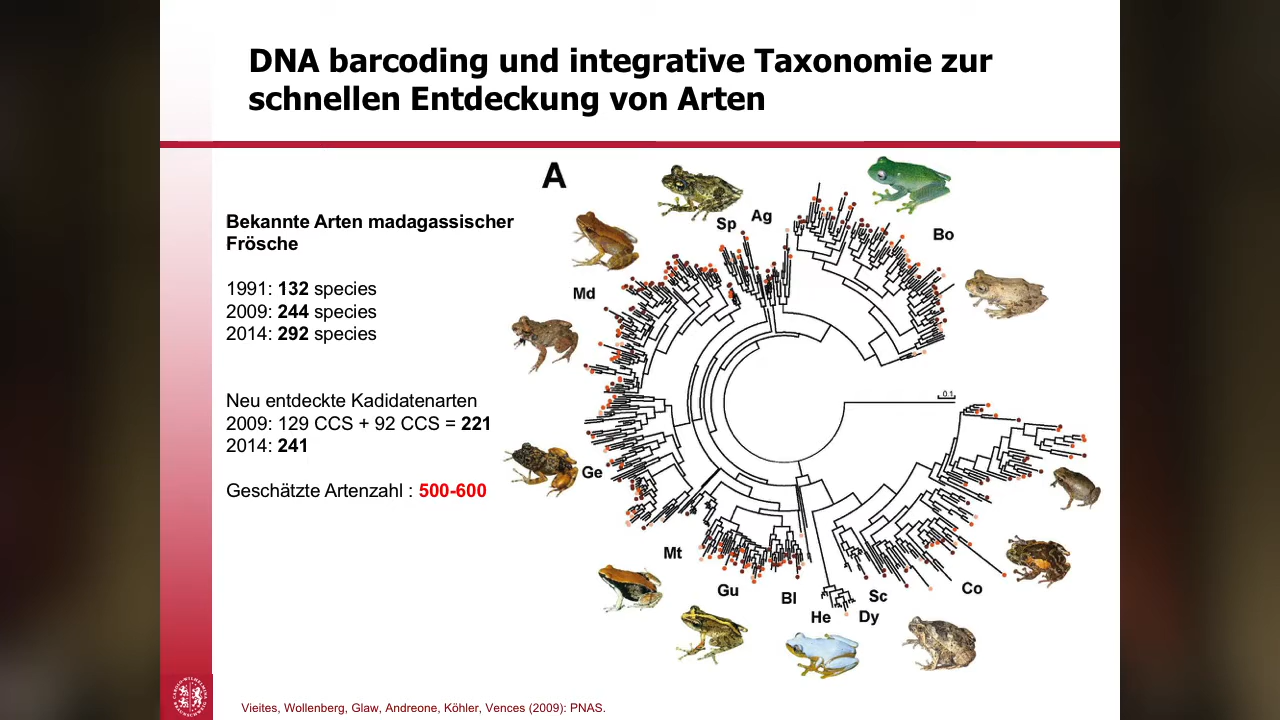 DNA barcoding und integrative Taxonomie zur
schnellen Entdeckung von Arten
Bekannte Arten madagassischer
Frösche
1991: 132 species
2009: 244 species
2014: 292 species
Neu entdeckte Kadidatenarten
2009: 129 CCS + 92 CCS = 221
2014: 241
Geschätzte Artenzahl : 500-600
A
Sp
Ag
Bo
Md
0.1
Ge
Mt
Gu
Bl
He
Dy
Sc
Co
Vieites, Wollenberg, Glaw, Andreone, Köhler, Vences (2009): PNAS.